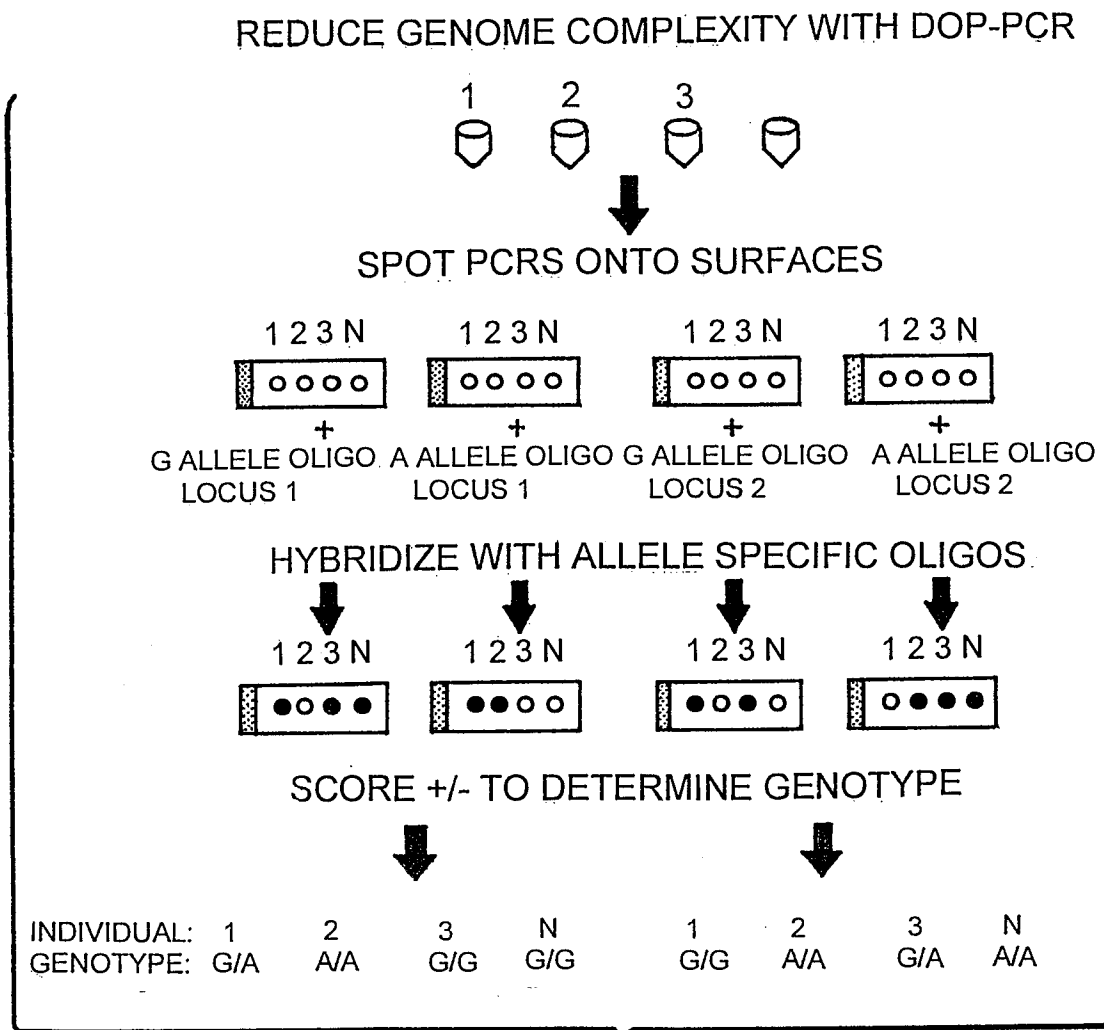 REDUCE GENOME COMPLEXITY WITH DOP-PCR
1 2 3
SPOT PCRS ONTO SURFACES
1 2 3 N 1 2 3 N 1 2 3 N 1 2 3 N
+ + + +
G ALLELE OLIGO A ALLELE OLIGO G ALLELE OLIGO A ALLELE OLIGO
LOCUS 1 LOCUS 1 LOCUS 2 LOCUS 2
HYBRIDIZE WITH ALLELE SPECIFIC OLIGOS
1 2 3 N 1 2 3 N 1 2 3 N 1 2 3 N
SCORE +/- TO DETERMINE GENOTYPE
INDIVIDUAL: 1 2 3 N 1 2 3 N
GENOTYPE: G/A A/A G/G G/G G/G A/A G/A A/A